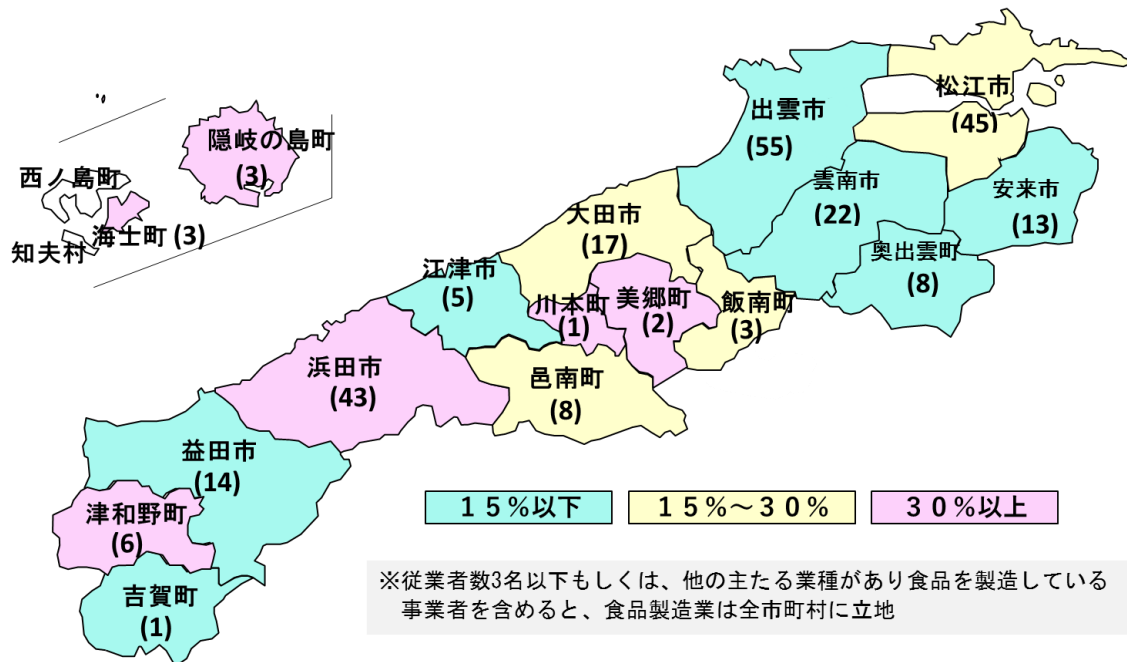 松江市
(45)
出雲市
(55)
隠岐の島町
(3)
西ノ島町
海士町(3)
知夫村
雲南市
(22)
安来市
(13)
大田市
(17)
奥出雲町
(8)
江津市
(5)
川本町
(1)
美郷町
(2)
飯南町
(3)
浜田市
(43)
邑南町
(8)
益田市
(14)
津和野町
(6)
吉賀町
(1)
15%以下
15%～30%
30%以上
※従業者数3名以下もしくは、他の主たる業種があり食品を製造している
事業者を含めると、食品製造業は全市町村に立地